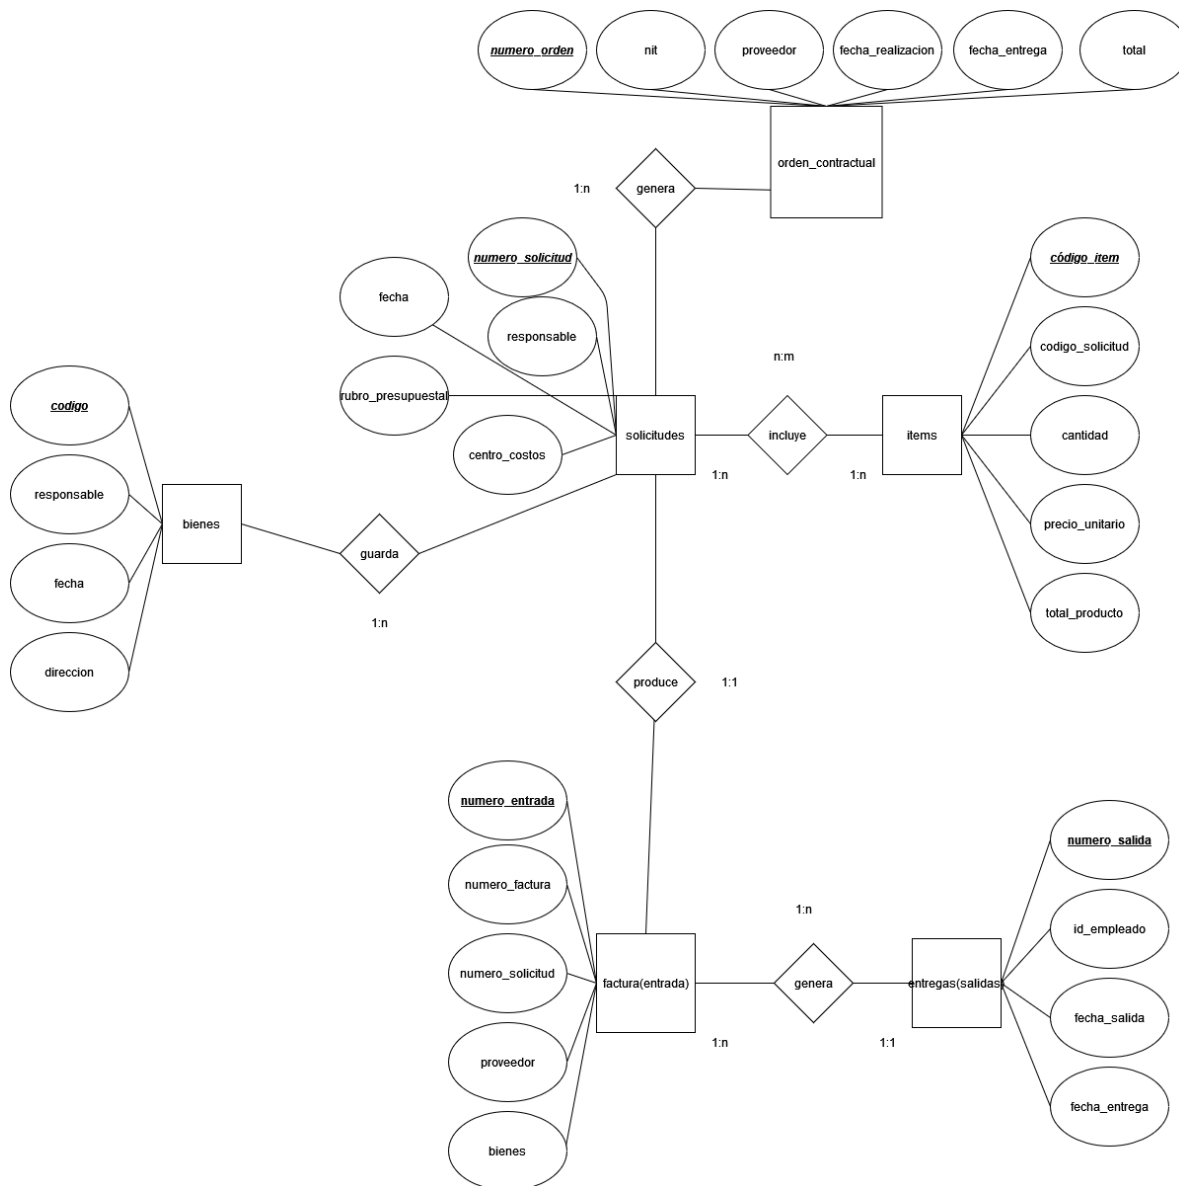 numero_orden
nit
proveedor
fecha_realizacion
fecha_entrega
total
orden_contractual
1:n
genera
numero_solicitud
código_item
fecha
responsable
codigo_solicitud
n:m
rubro_presupuestal
codigo
solicitudes
incluye
items
cantidad
centro_costos
1:n
1:n
responsable
bienes
precio_unitario
guarda
fecha
total_producto
1:n
direccion
produce
1:1
numero_entrada
numero_salida
numero_factura
1:n
id_empleado
numero_solicitud
factura(entrada)
genera
entregas(salidas)
fecha_salida
1:n
1:1
proveedor
fecha_entrega
bienes